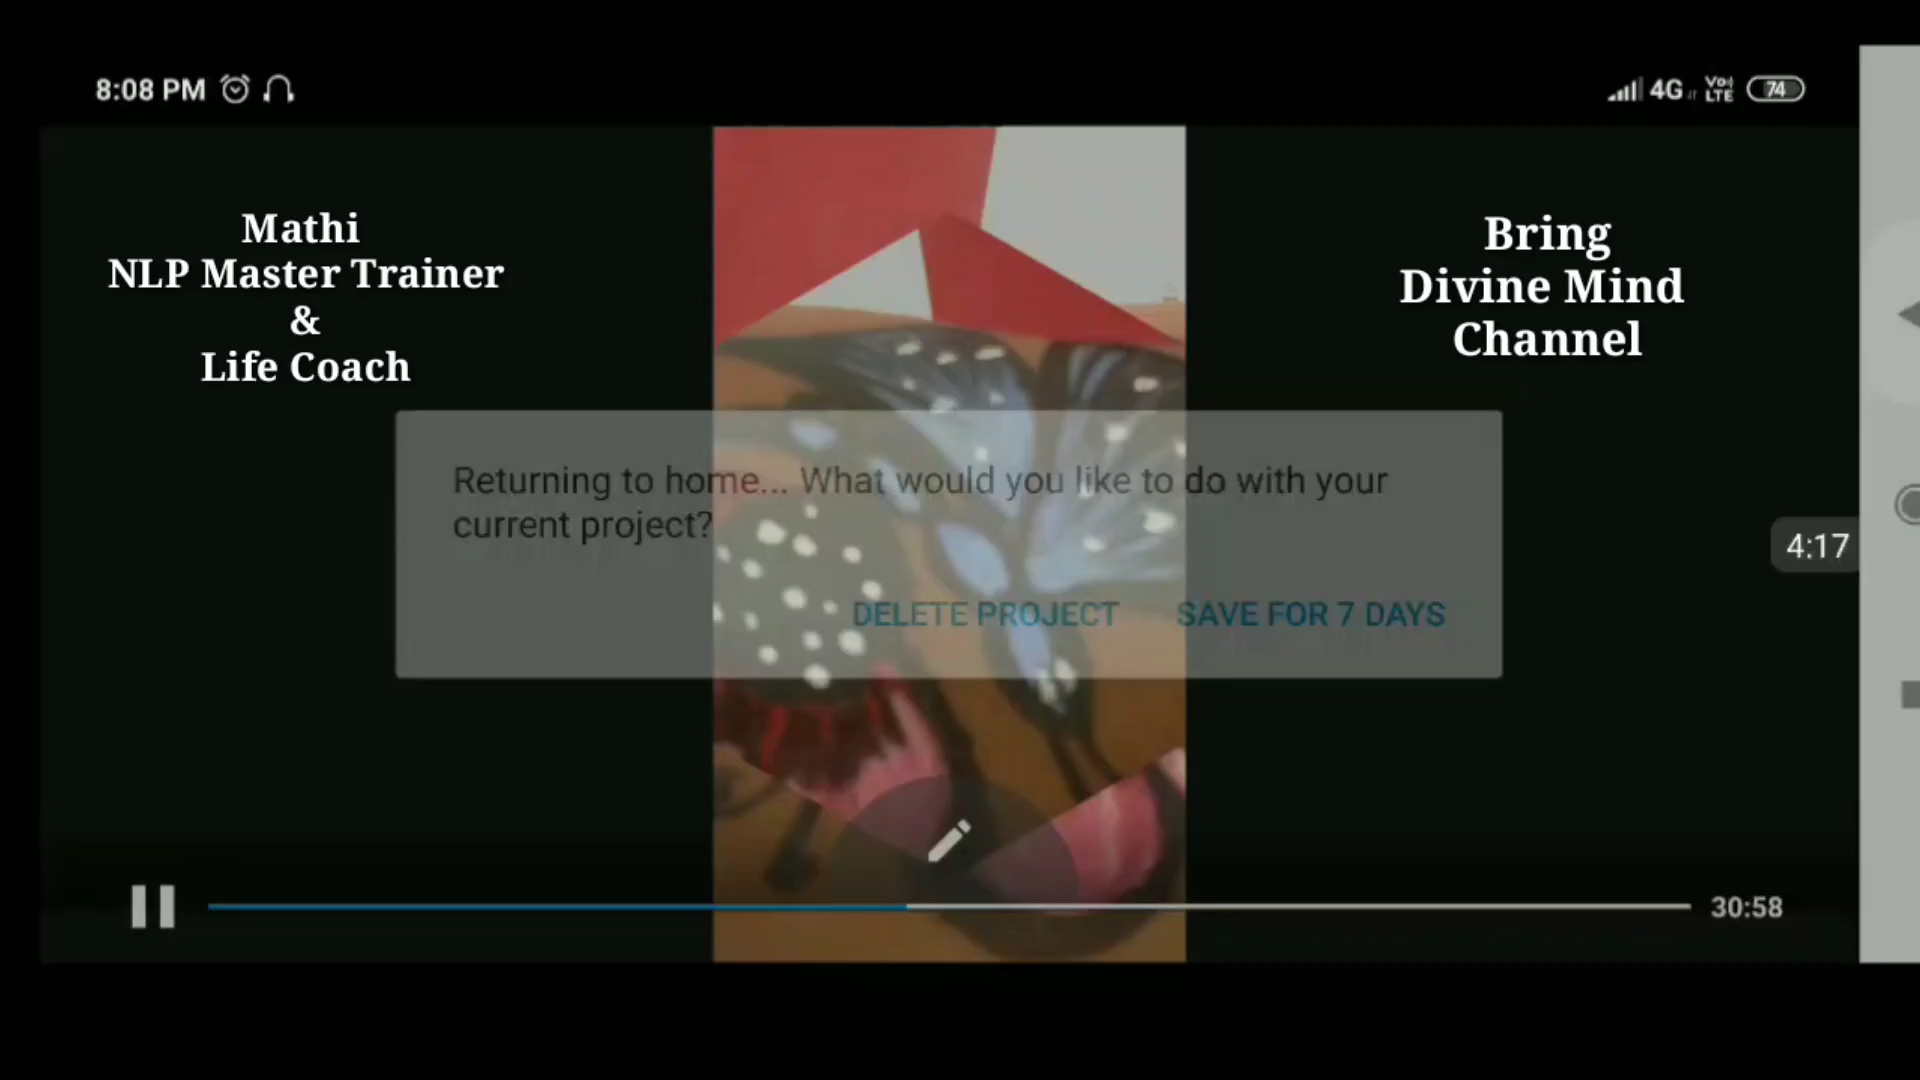 8:08 PM
4G
Vo))
LTE
74
Mathi
NLP Master Trainer
&
Life Coach
Bring
Divine Mind
Channel
Returning to home... What would you like to do with your
current project?
DELETE PROJECT SAVE FOR 7 DAYS
4:17
30:58